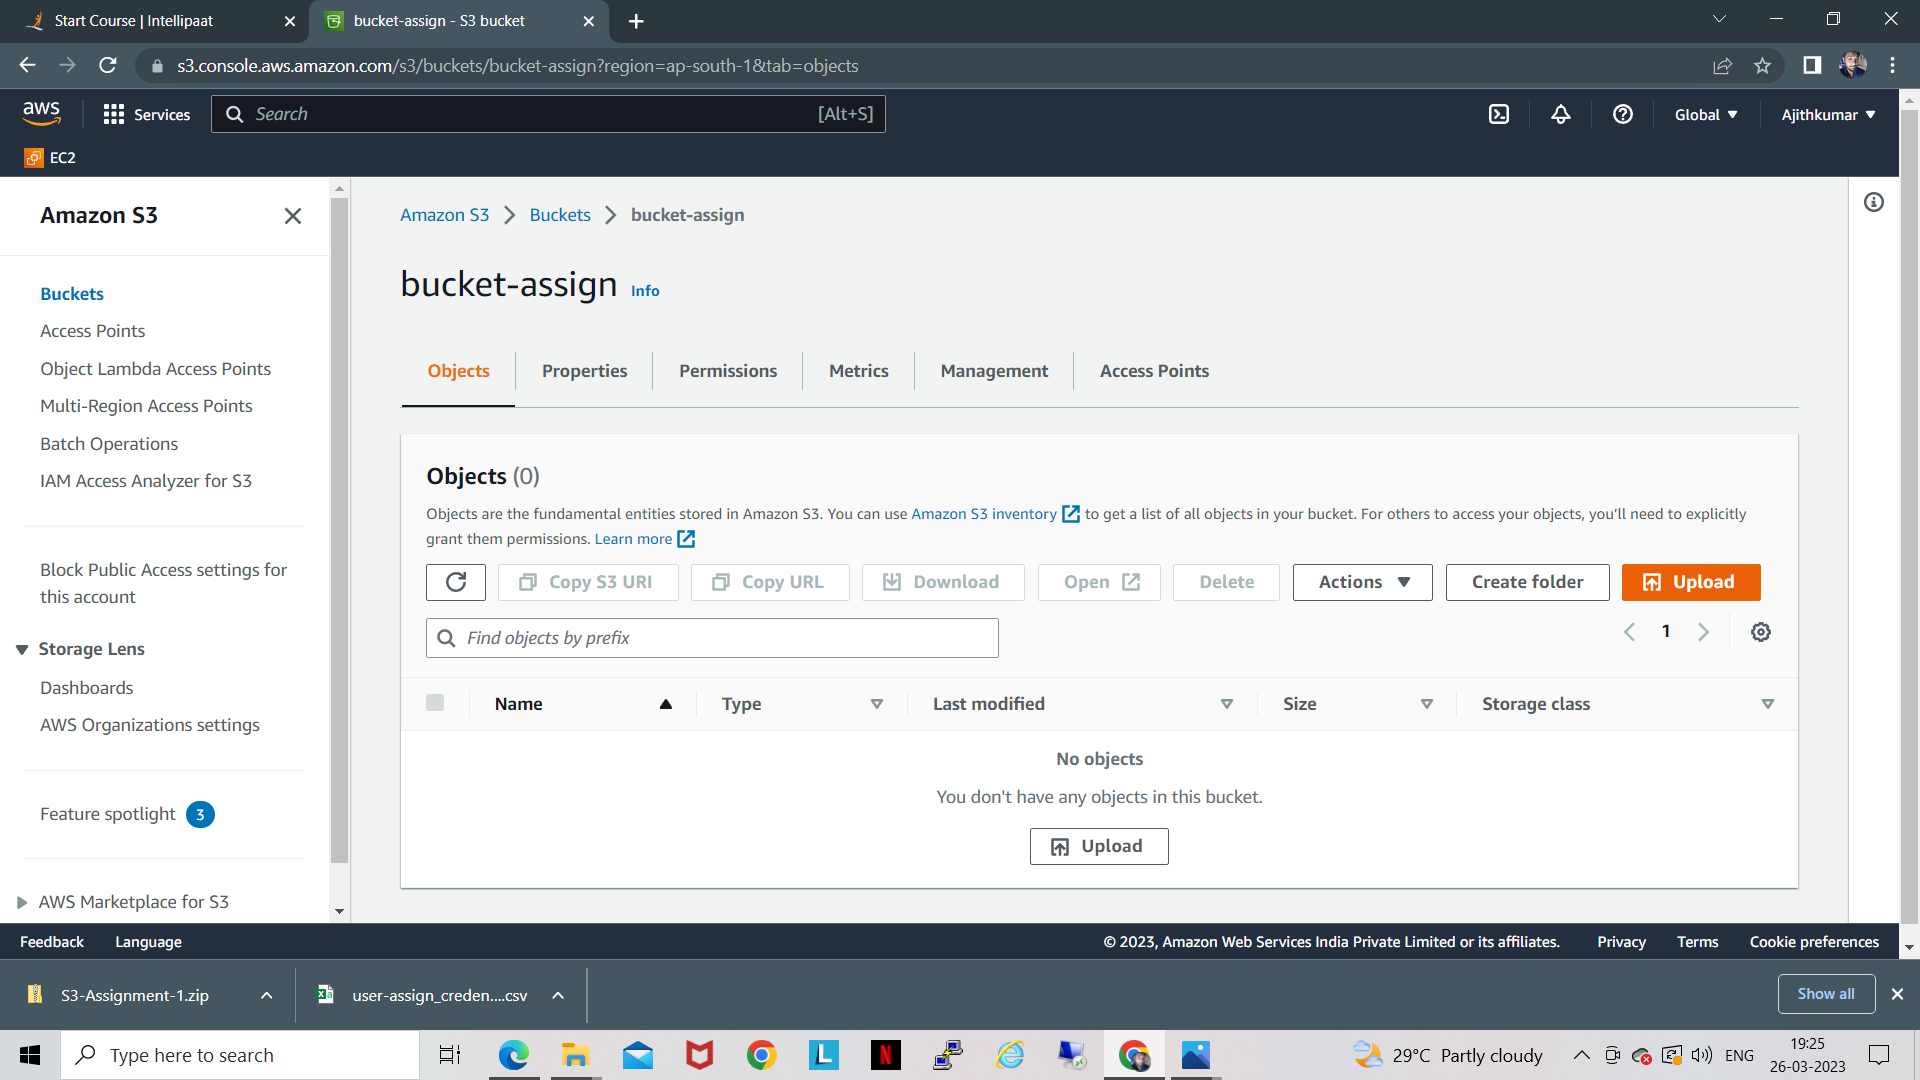 Start Course | Intellipaat
bucket-assign - S3 bucket
s3.console.aws.amazon.com/s3/buckets/bucket-assign?region=ap-south-1&tab=objects
aws
Services
Search
[Alt+S]
Global
Ajithkumar
EC2
Amazon S3
Buckets
Access Points
Object Lambda Access Points
Multi-Region Access Points
Batch Operations
IAM Access Analyzer for S3
Block Public Access settings for
this account
Storage Lens
Dashboards
AWS Organizations settings
Feature spotlight 3
AWS Marketplace for S3
Amazon S3 > Buckets > bucket-assign
bucket-assign Info
Objects
Properties
Permissions
Metrics
Management
Access Points
Objects (0)
Objects are the fundamental entities stored in Amazon S3. You can use Amazon S3 inventory to get a list of all objects in your bucket. For others to access your objects, you'll need to explicitly
grant them permissions. Learn more
Copy S3 URI
Copy URL
Download
Open
Delete
Actions
Create folder
Upload
Find objects by prefix
1
Name
Type
Last modified
Size
Storage class
No objects
You don't have any objects in this bucket.
Upload
Feedback
Language
© 2023, Amazon Web Services India Private Limited or its affiliates.
Privacy
Terms
Cookie preferences
S3-Assignment-1.zip
user-assign_creden....csv
Show all
Type here to search
L
N
29°C Partly cloudy
ENG
19:25
26-03-2023